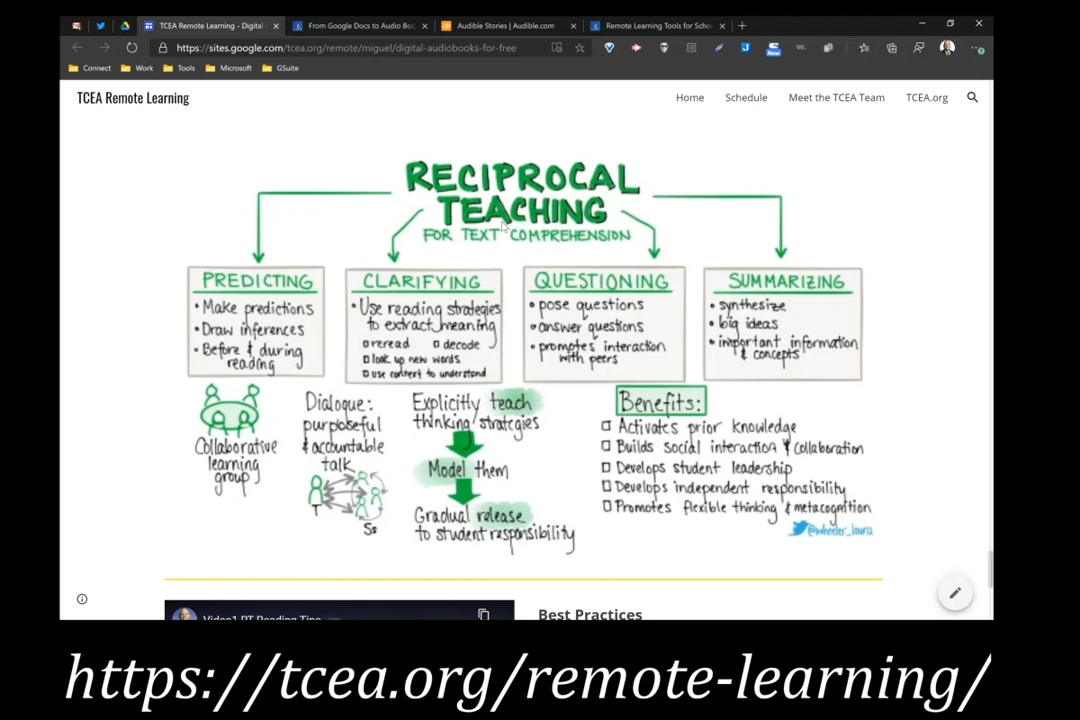 TCEA Remote Learning - Digital
From Google Docs to Audio Boo
Audible Stories | Audible.com
Remote Learning Tools for Scho
https://sites.google.com/tcea.org/remote/miguel/digital-audiobooks-for-free
Connect
Work
Tools
Microsoft
GSuite
TCEA Remote Learning
Home
Schedule
Meet the TCEA Team
TCEA.org
RECIPROCAL
TEACHING
FOR TEXT COMPREHENSION
PREDICTING
• Make predictions
• Draw inferences
• Before & during
reading
CLARIFYING
• Use reading strategies
to extract meaning
reread
decode
look up new words
use context to understand
QUESTIONING
• pose questions
• answer questions
• promotes interaction
with peers
SUMMARIZING
• synthesize
• big ideas
• important information
& concepts
Collaborative
learning
group
Dialogue:
purposeful
& accountable
talk
T
Ss
Explicitly teach
thinking strategies
Model them
Gradual release
to student responsibility
Benefits:
Activates prior knowledge
Builds social interaction & collaboration
Develops student leadership
Develops independent responsibility
Promotes flexible thinking & metacognition
@wheeler_laura
Video1 RT Reading Tips
Best Practices
https://tcea.org/remote-learning/